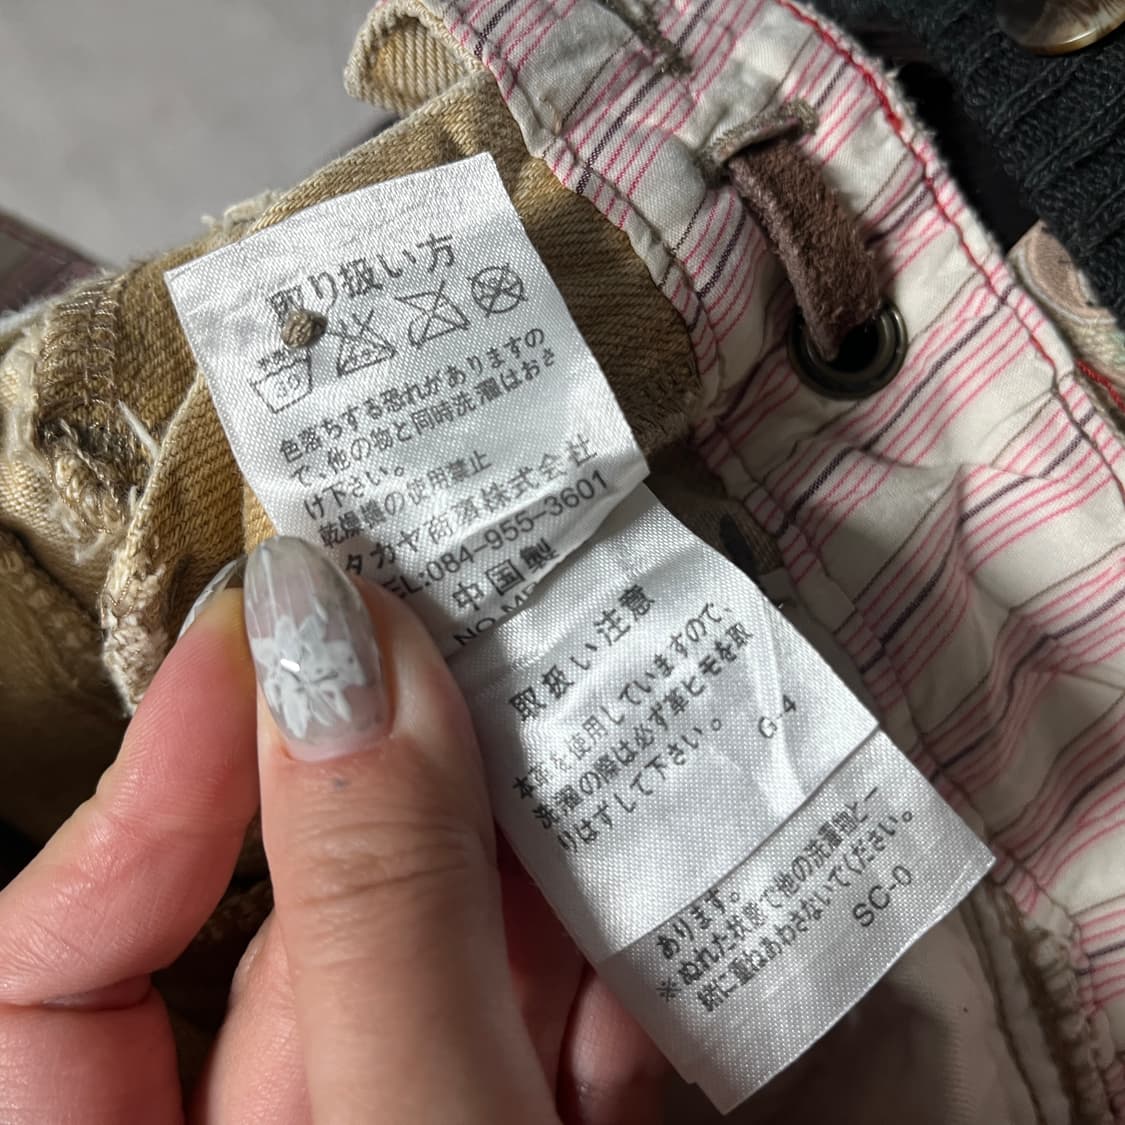 取り扱い方
30
色落ちする恐れがありますの
で、他の物と同時洗濯はおさ
け下さい。
乾燥機の使用禁止
タカヤ商事株式会社
TEL:084-955-3601
中国製
NO.
取扱い注意
本革を使用していますので、
洗濯の際は必ず革ヒモを取
りはずして下さい。
G-4
あります。
※ぬれた状態で他の洗濯物と一
緒に重ねあわさないでください。
SC-0